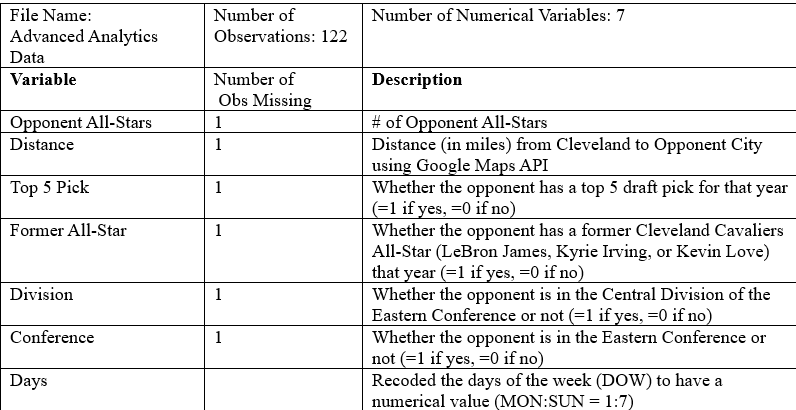 File Name:
Advanced Analytics
Data
Number of
Observations: 122
Number of Numerical Variables: 7
Variable
Number of
Obs Missing
Description
Opponent All-Stars
1
# of Opponent All-Stars
Distance
1
Distance (in miles) from Cleveland to Opponent City
using Google Maps API
Top 5 Pick
1
Whether the opponent has a top 5 draft pick for that year
(=1 if yes, =0 if no)
Former All-Star
1
Whether the opponent has a former Cleveland Cavaliers
All-Star (LeBron James, Kyrie Irving, or Kevin Love)
that year (=1 if yes, =0 if no)
Division
1
Whether the opponent is in the Central Division of the
Eastern Conference or not (=1 if yes, =0 if no)
Conference
1
Whether the opponent is in the Eastern Conference or
not (=1 if yes, =0 if no)
Days
Recoded the days of the week (DOW) to have a
numerical value (MON:SUN = 1:7)